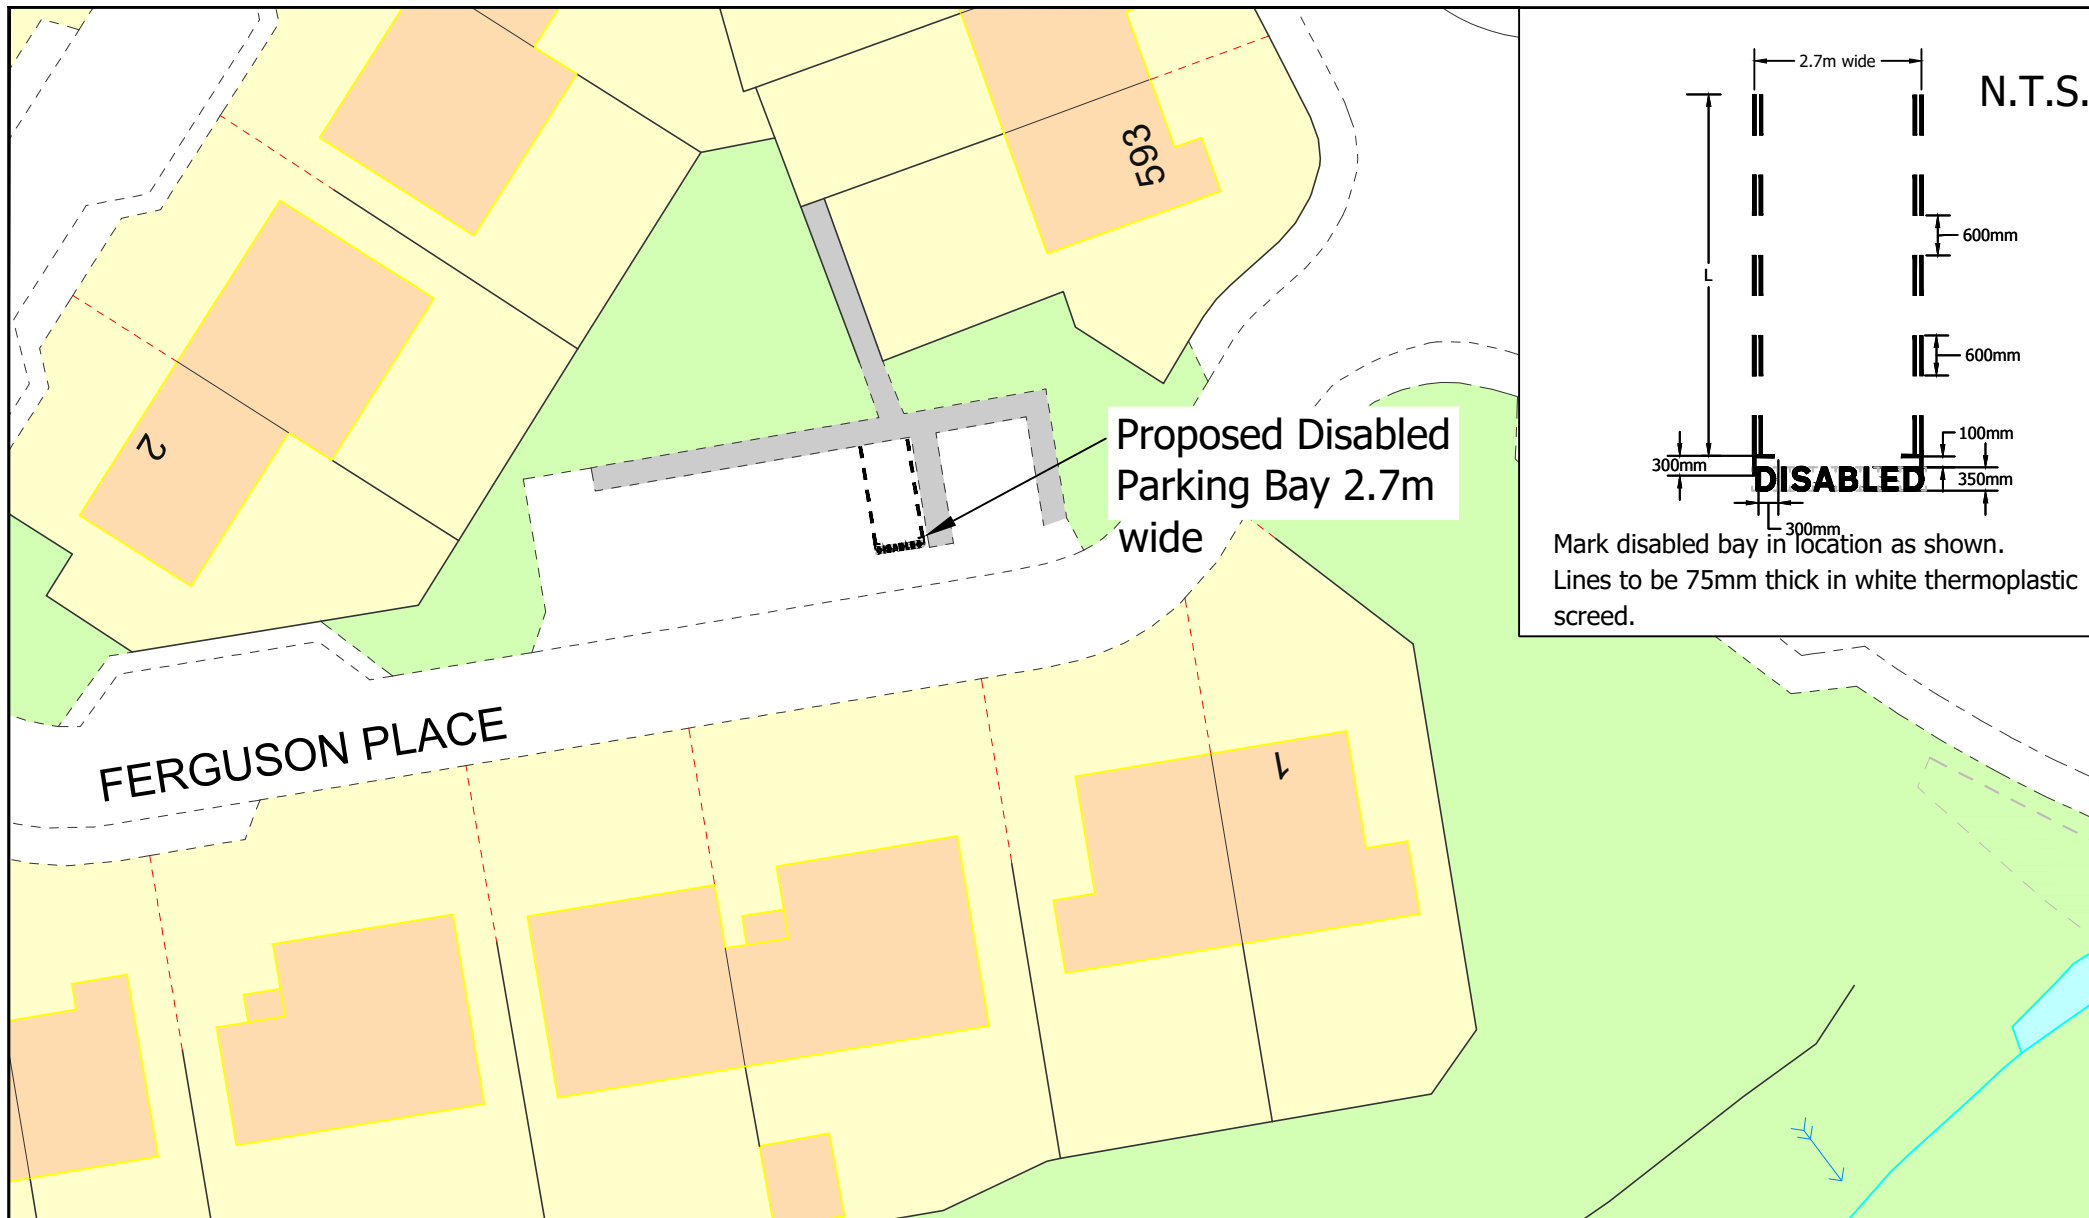 2.7m wide
N.T.S.
593
600mm
L
600mm
2
Proposed Disabled
Parking Bay 2.7m
wide
100mm
300mm
DISABLED
350mm
300mm
Mark disabled bay in location as shown.
Lines to be 75mm thick in white thermoplastic
screed.
DISABLED
FERGUSON PLACE
1